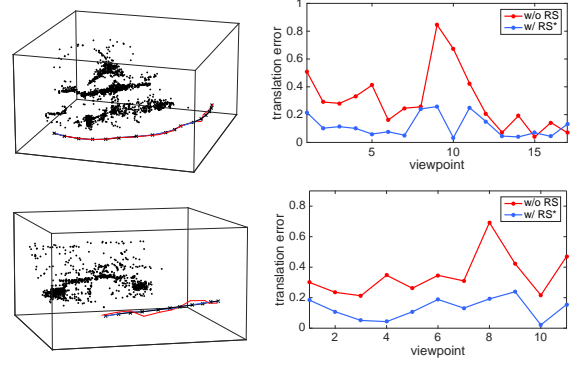 1
w/o RS
w/ RS*
0.8
0.6
0.4
0.2
0
translation error
5
10
15
viewpoint
w/o RS
w/ RS*
0.8
0.6
0.4
0.2
0
translation error
2
4
6
8
10
viewpoint